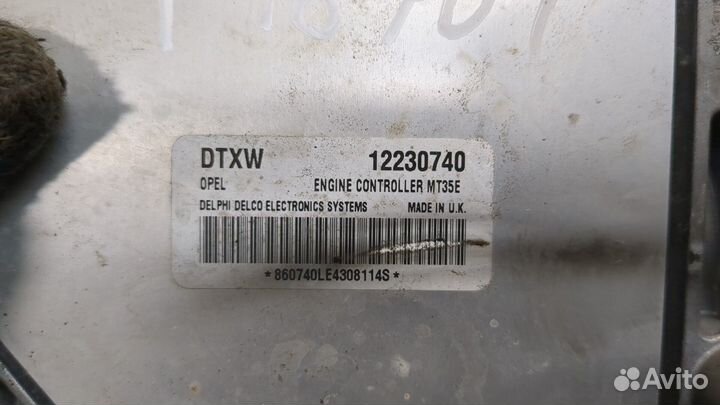 DTXW 12230740
OPEL ENGINE CONTROLLER MT35E
DELPHI DELCO ELECTRONICS SYSTEMS MADE IN U.K.
*860740LE4308114S*
Avito